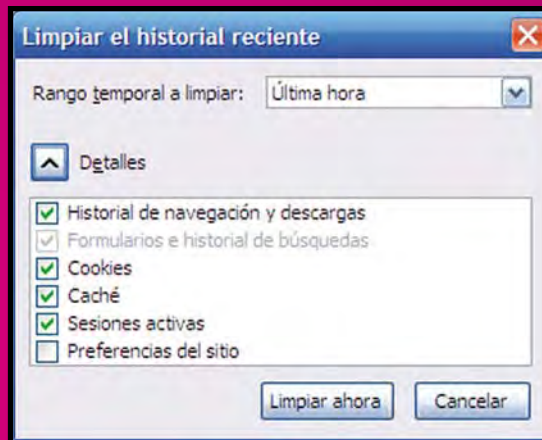 Limpiar el historial reciente
Rango temporal a limpiar: Última hora
Detalles
Historial de navegación y descargas
Formularios e historial de búsquedas
Cookies
Caché
Sesiones activas
Preferencias del sitio
Limpiar ahora Cancelar